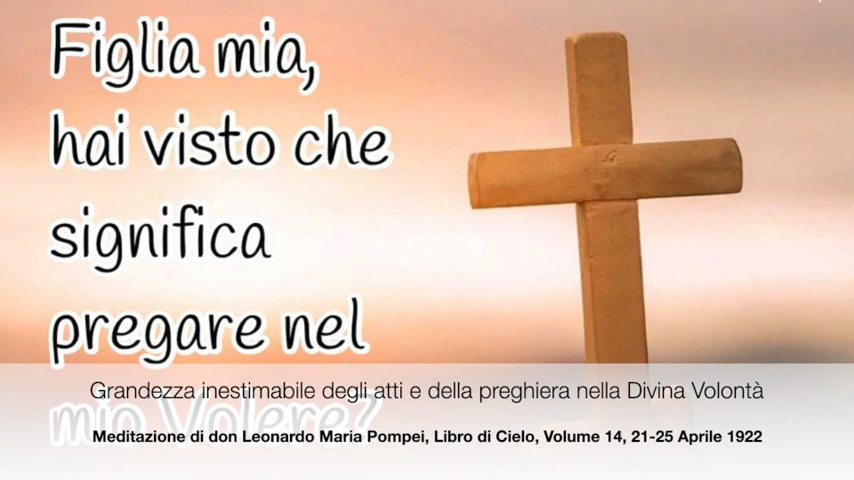 Figlia mia,
hai visto che
significa
pregare nel
mio Volere?
Grandezza inestimabile degli atti e della preghiera nella Divina Volontà
Meditazione di don Leonardo Maria Pompei, Libro di Cielo, Volume 14, 21-25 Aprile 1922